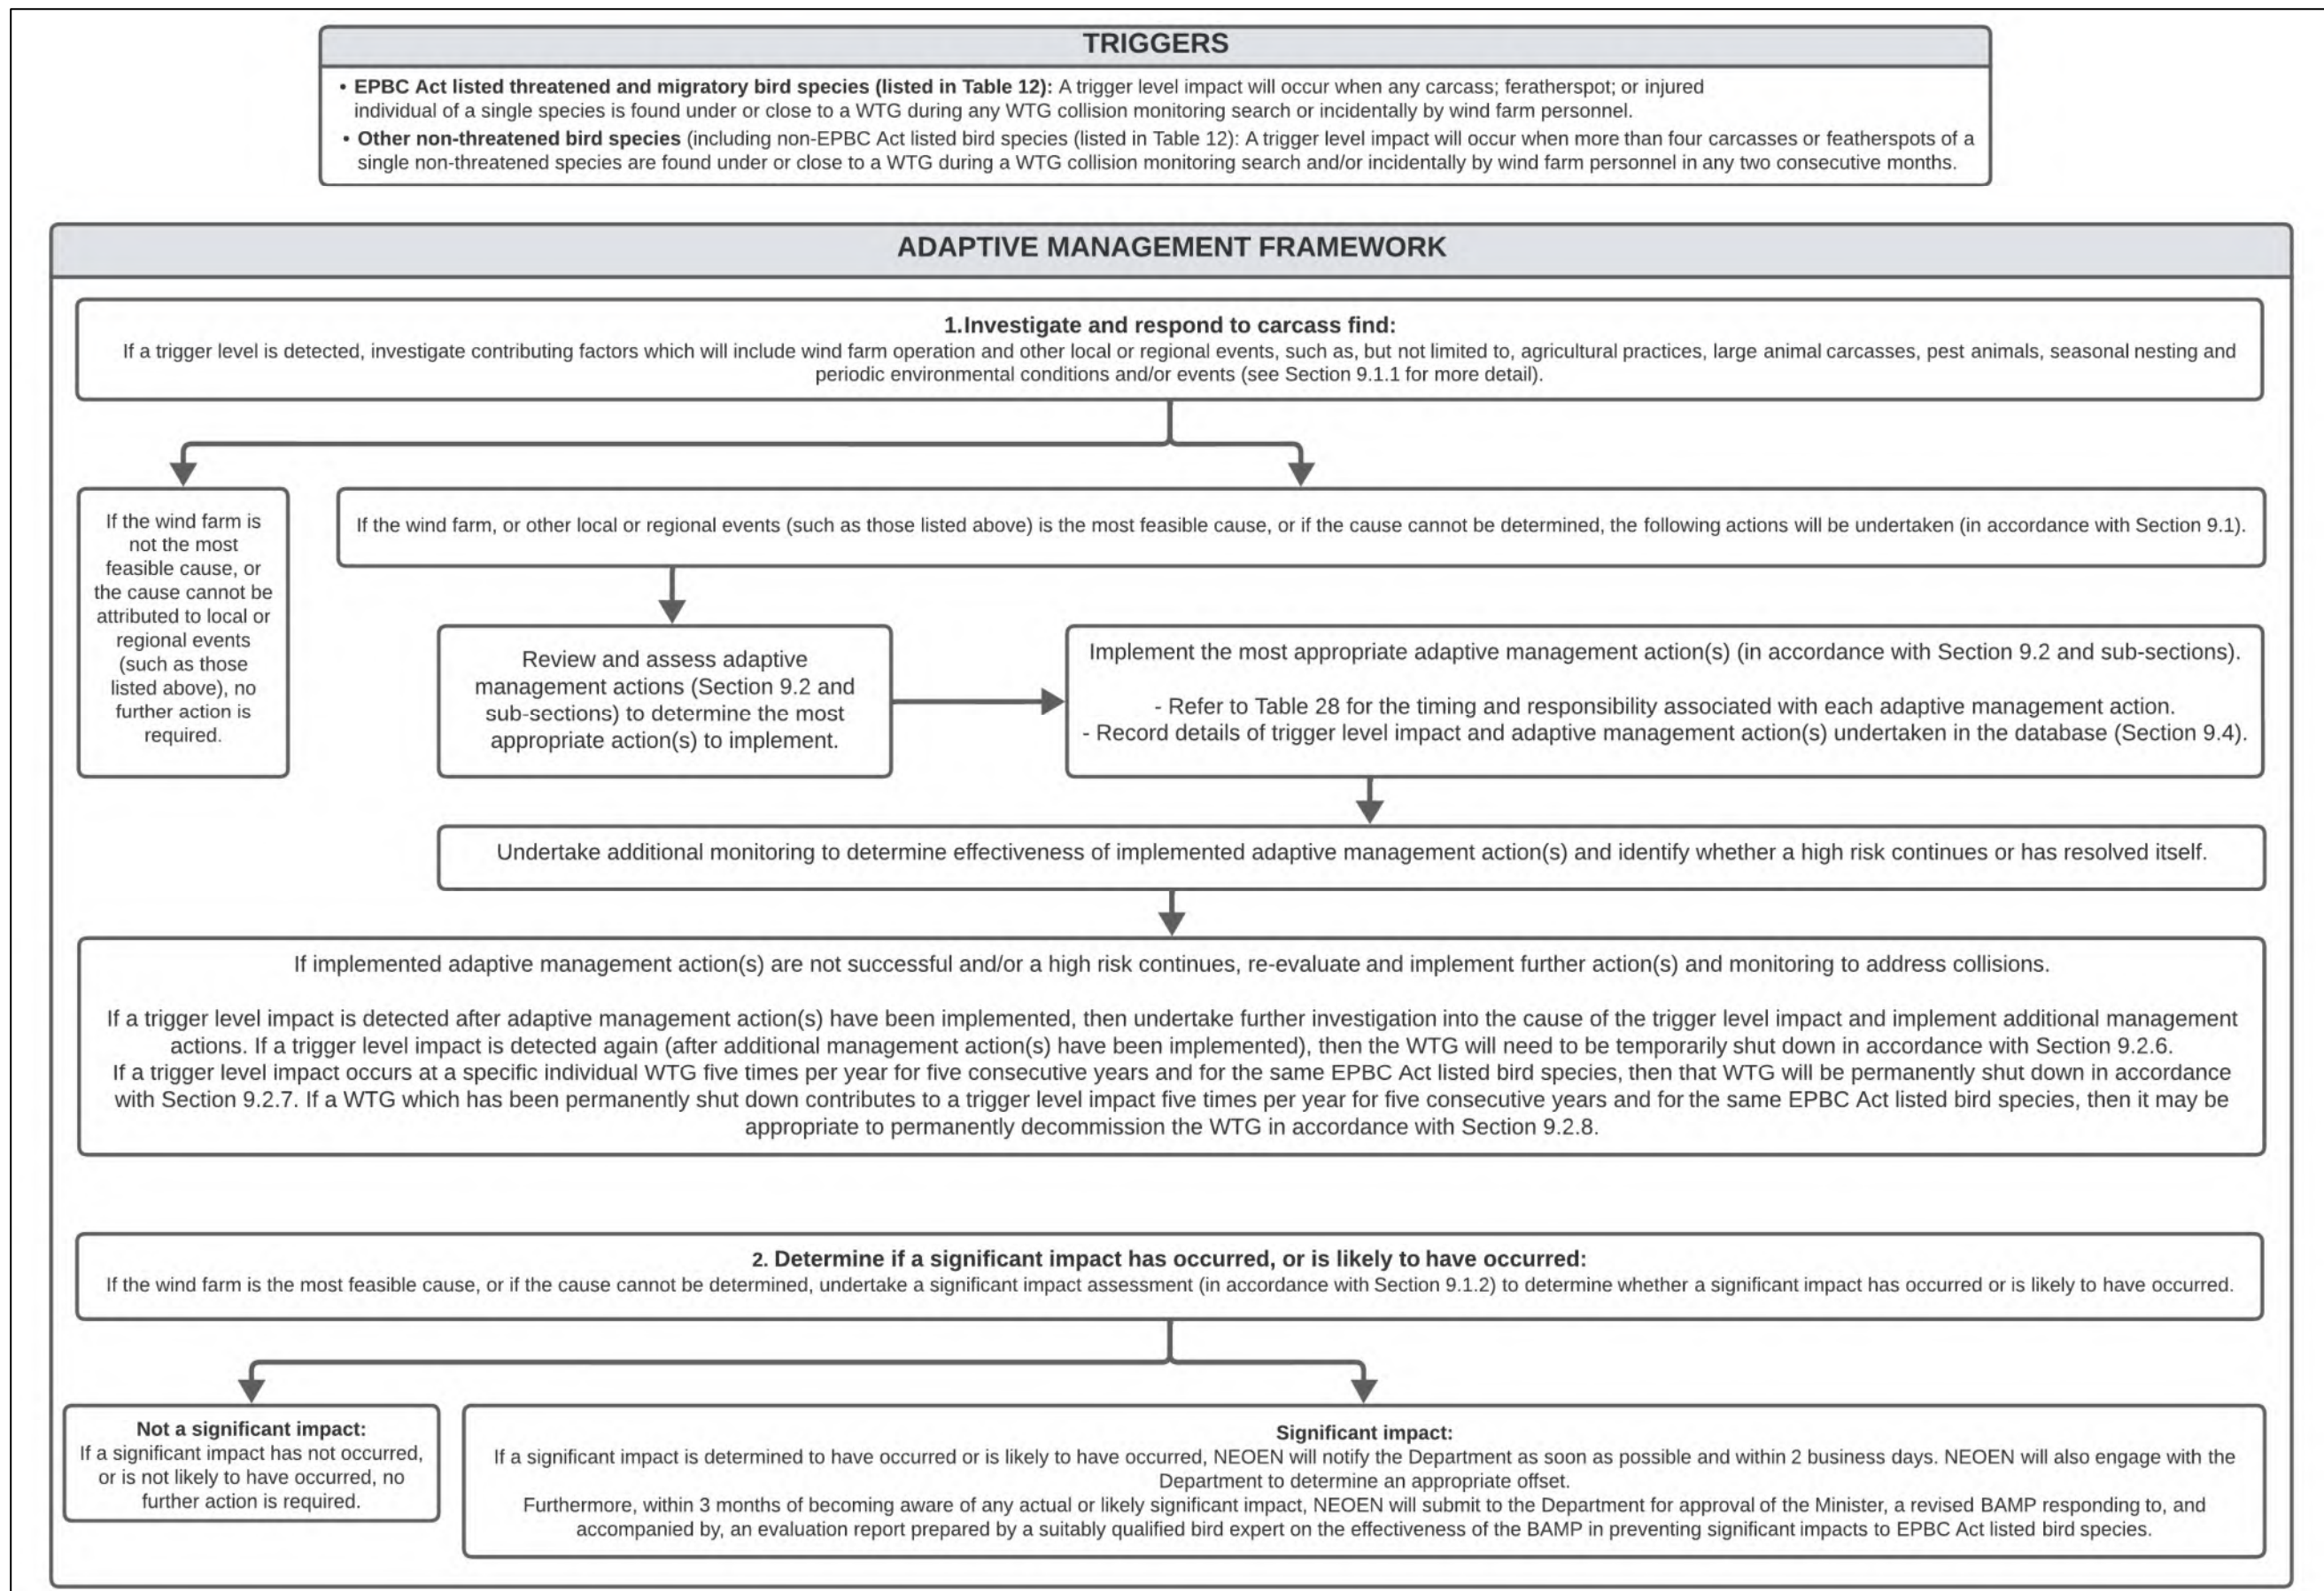 TRIGGERS
• EPBC Act listed threatened and migratory bird species (listed in Table 12): A trigger level impact will occur when any carcass; feratherspot; or injured
individual of a single species is found under or close to a WTG during any WTG collision monitoring search or incidentally by wind farm personnel.
• Other non-threatened bird species (including non-EPBC Act listed bird species (listed in Table 12): A trigger level impact will occur when more than four carcasses or featherspots of a
single non-threatened species are found under or close to a WTG during a WTG collision monitoring search and/or incidentally by wind farm personnel in any two consecutive months.
ADAPTIVE MANAGEMENT FRAMEWORK
1.Investigate and respond to carcass find:
If a trigger level is detected, investigate contributing factors which will include wind farm operation and other local or regional events, such as, but not limited to, agricultural practices, large animal carcasses, pest animals, seasonal nesting and
periodic environmental conditions and/or events (see Section 9.1.1 for more detail).
If the wind farm is
not the most
feasible cause, or
the cause cannot be
attributed to local or
regional events
(such as those
listed above), no
further action is
required.
If the wind farm, or other local or regional events (such as those listed above) is the most feasible cause, or if the cause cannot be determined, the following actions will be undertaken (in accordance with Section 9.1).
Review and assess adaptive
management actions (Section 9.2 and
sub-sections) to determine the most
appropriate action(s) to implement.
Implement the most appropriate adaptive management action(s) (in accordance with Section 9.2 and sub-sections).
- Refer to Table 28 for the timing and responsibility associated with each adaptive management action.
- Record details of trigger level impact and adaptive management action(s) undertaken in the database (Section 9.4).
Undertake additional monitoring to determine effectiveness of implemented adaptive management action(s) and identify whether a high risk continues or has resolved itself.
If implemented adaptive management action(s) are not successful and/or a high risk continues, re-evaluate and implement further action(s) and monitoring to address collisions.
If a trigger level impact is detected after adaptive management action(s) have been implemented, then undertake further investigation into the cause of the trigger level impact and implement additional management
actions. If a trigger level impact is detected again (after additional management action(s) have been implemented), then the WTG will need to be temporarily shut down in accordance with Section 9.2.6.
If a trigger level impact occurs at a specific individual WTG five times per year for five consecutive years and for the same EPBC Act listed bird species, then that WTG will be permanently shut down in accordance
with Section 9.2.7. If a WTG which has been permanently shut down contributes to a trigger level impact five times per year for five consecutive years and for the same EPBC Act listed bird species, then it may be
appropriate to permanently decommission the WTG in accordance with Section 9.2.8.
2. Determine if a significant impact has occurred, or is likely to have occurred:
If the wind farm is the most feasible cause, or if the cause cannot be determined, undertake a significant impact assessment (in accordance with Section 9.1.2) to determine whether a significant impact has occurred or is likely to have occurred.
Not a significant impact:
If a significant impact has not occurred,
or is not likely to have occurred, no
further action is required.
Significant impact:
If a significant impact is determined to have occurred or is likely to have occurred, NEOEN will notify the Department as soon as possible and within 2 business days. NEOEN will also engage with the
Department to determine an appropriate offset.
Furthermore, within 3 months of becoming aware of any actual or likely significant impact, NEOEN will submit to the Department for approval of the Minister, a revised BAMP responding to, and
accompanied by, an evaluation report prepared by a suitably qualified bird expert on the effectiveness of the BAMP in preventing significant impacts to EPBC Act listed bird species.